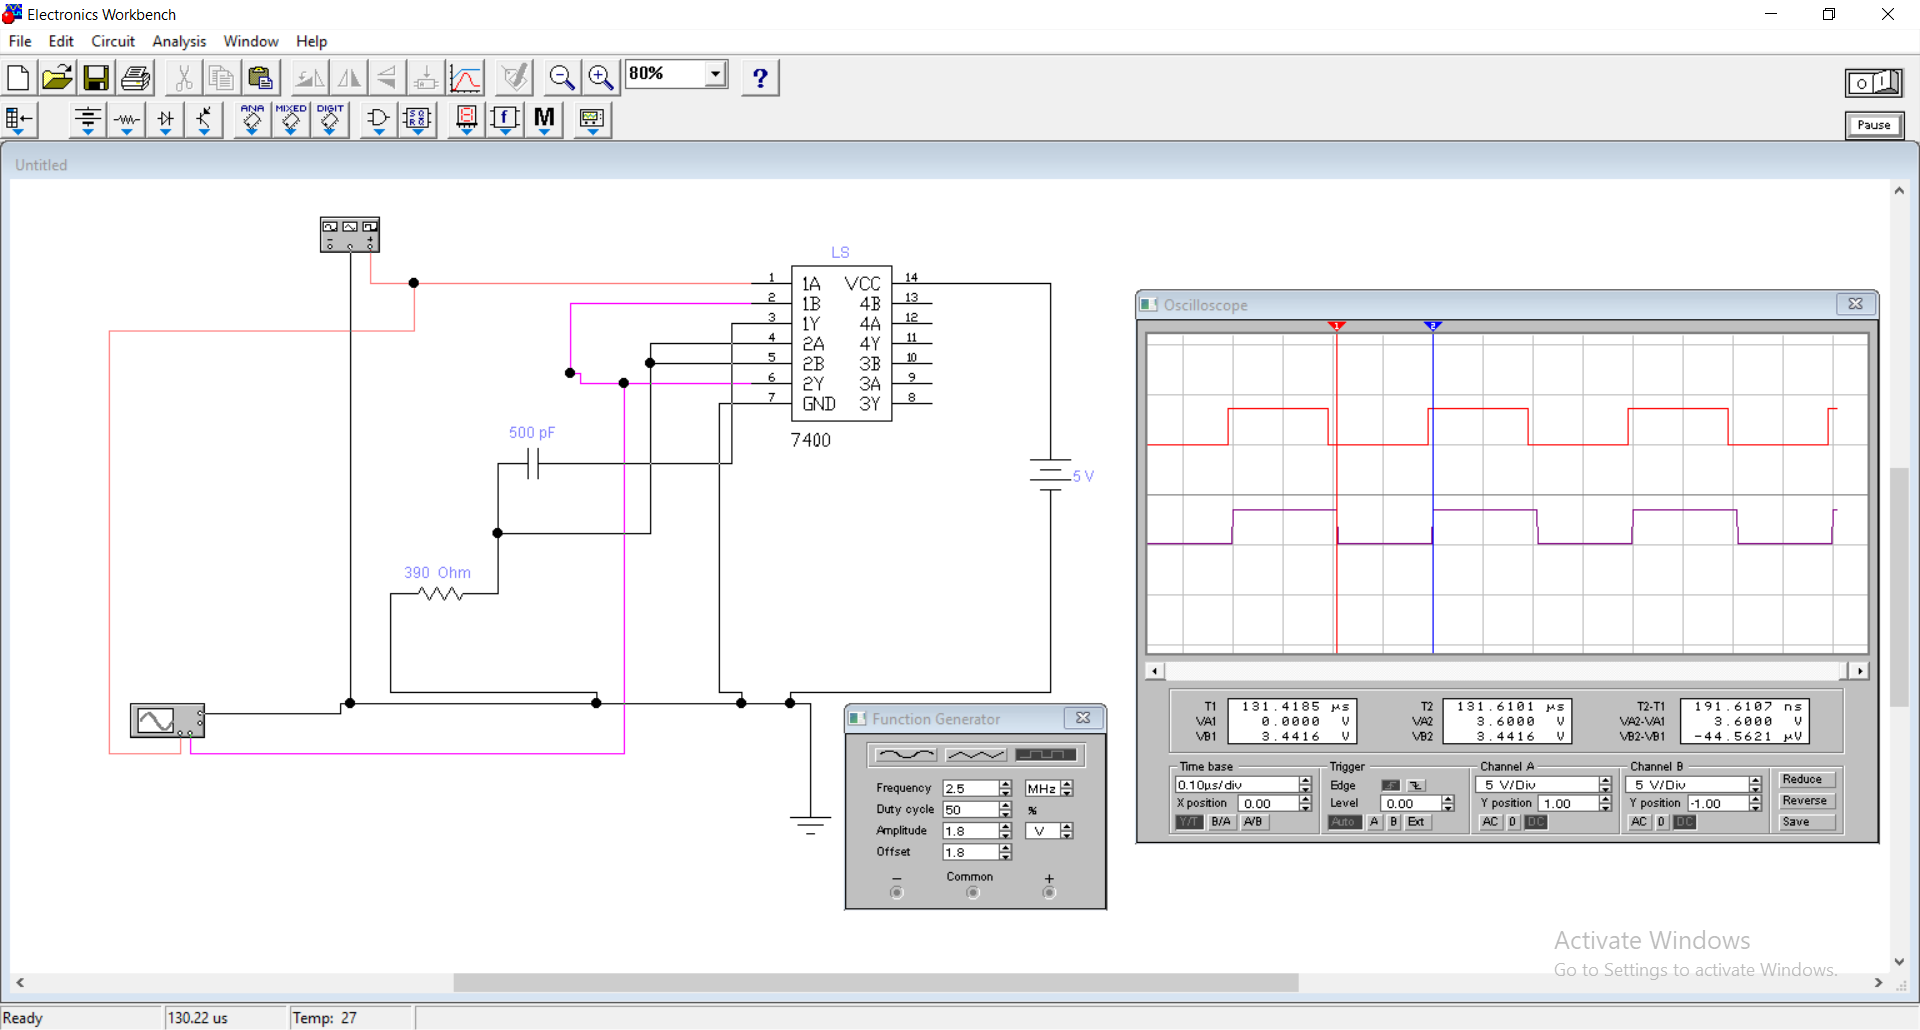 Electronics Workbench
File Edit Circuit Analysis Window Help
80%
?
ANA MIXED DIGIT
f M
Pause
Untitled
LS
1 1A VCC 14
2 1B 4B 13
3 1Y 4A 12
4 2A 4Y 11
5 2B 3B 10
6 2Y 3A 9
7 GND 3Y 8
7400
500 pF
390 Ohm
5 V
Oscilloscope
1 2
T1 131.4185 µs T2 131.6101 µs T2-T1 191.6107 ns
VA1 0.0000 V VA2 3.6000 V VA2-VA1 3.6000 V
VB1 3.4416 V VB2 3.4416 V VB2-VB1 -44.5621 µV
Time base Trigger Channel A Channel B
0.10µs/div Edge 5 V/Div 5 V/Div Reduce
X position 0.00 Level 0.00 Y position 1.00 Y position -1.00 Reverse
Y/T B/A A/B Auto A B Ext AC 0 DC AC 0 DC Save
Function Generator
Frequency 2.5 MHz
Duty cycle 50 %
Amplitude 1.8 V
Offset 1.8
− Common +
Activate Windows
Go to Settings to activate Windows.
Ready 130.22 us Temp: 27